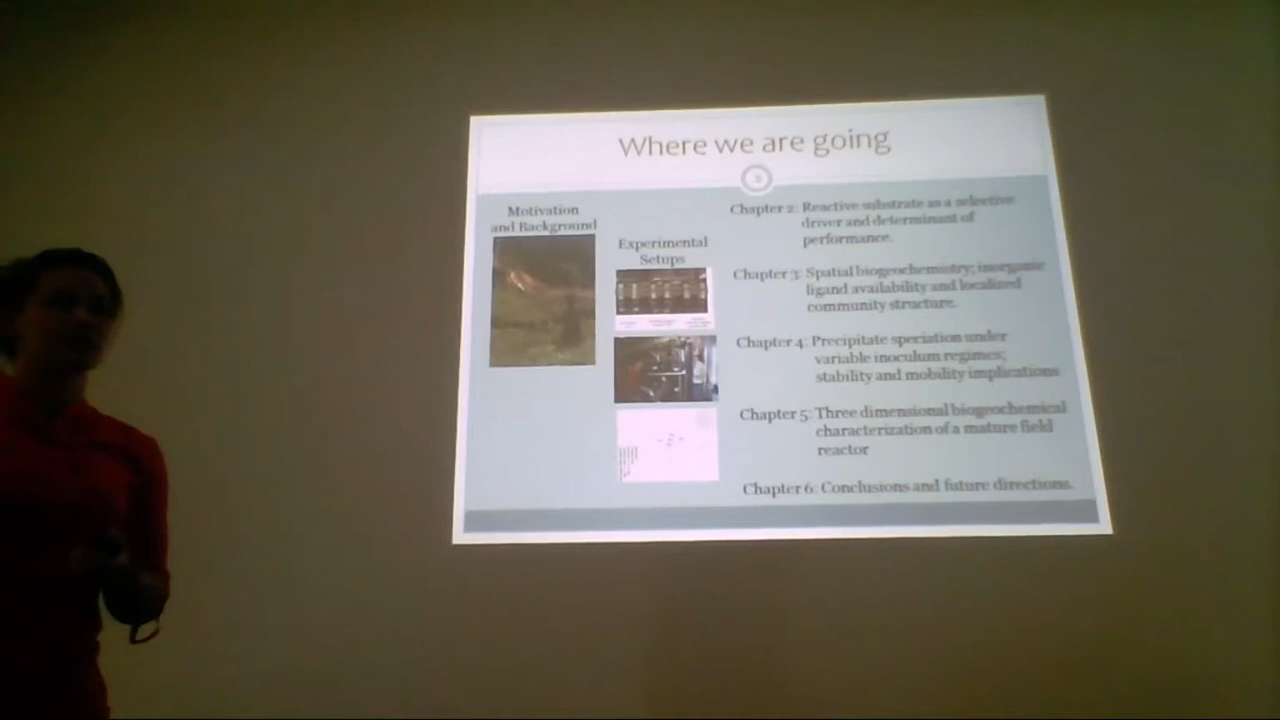 Where we are going
Motivation
and Background
Experimental
Setups
Chapter 2: Reactive substrate as a selective
driver and determinant of
performance.
Chapter 3: Spatial biogeochemistry; inorganic
ligand availability and localized
community structure.
Chapter 4: Precipitate speciation under
variable inoculum regimes;
stability and mobility implications
Chapter 5: Three dimensional biogeochemical
characterization of a mature field
reactor
Chapter 6: Conclusions and future directions.